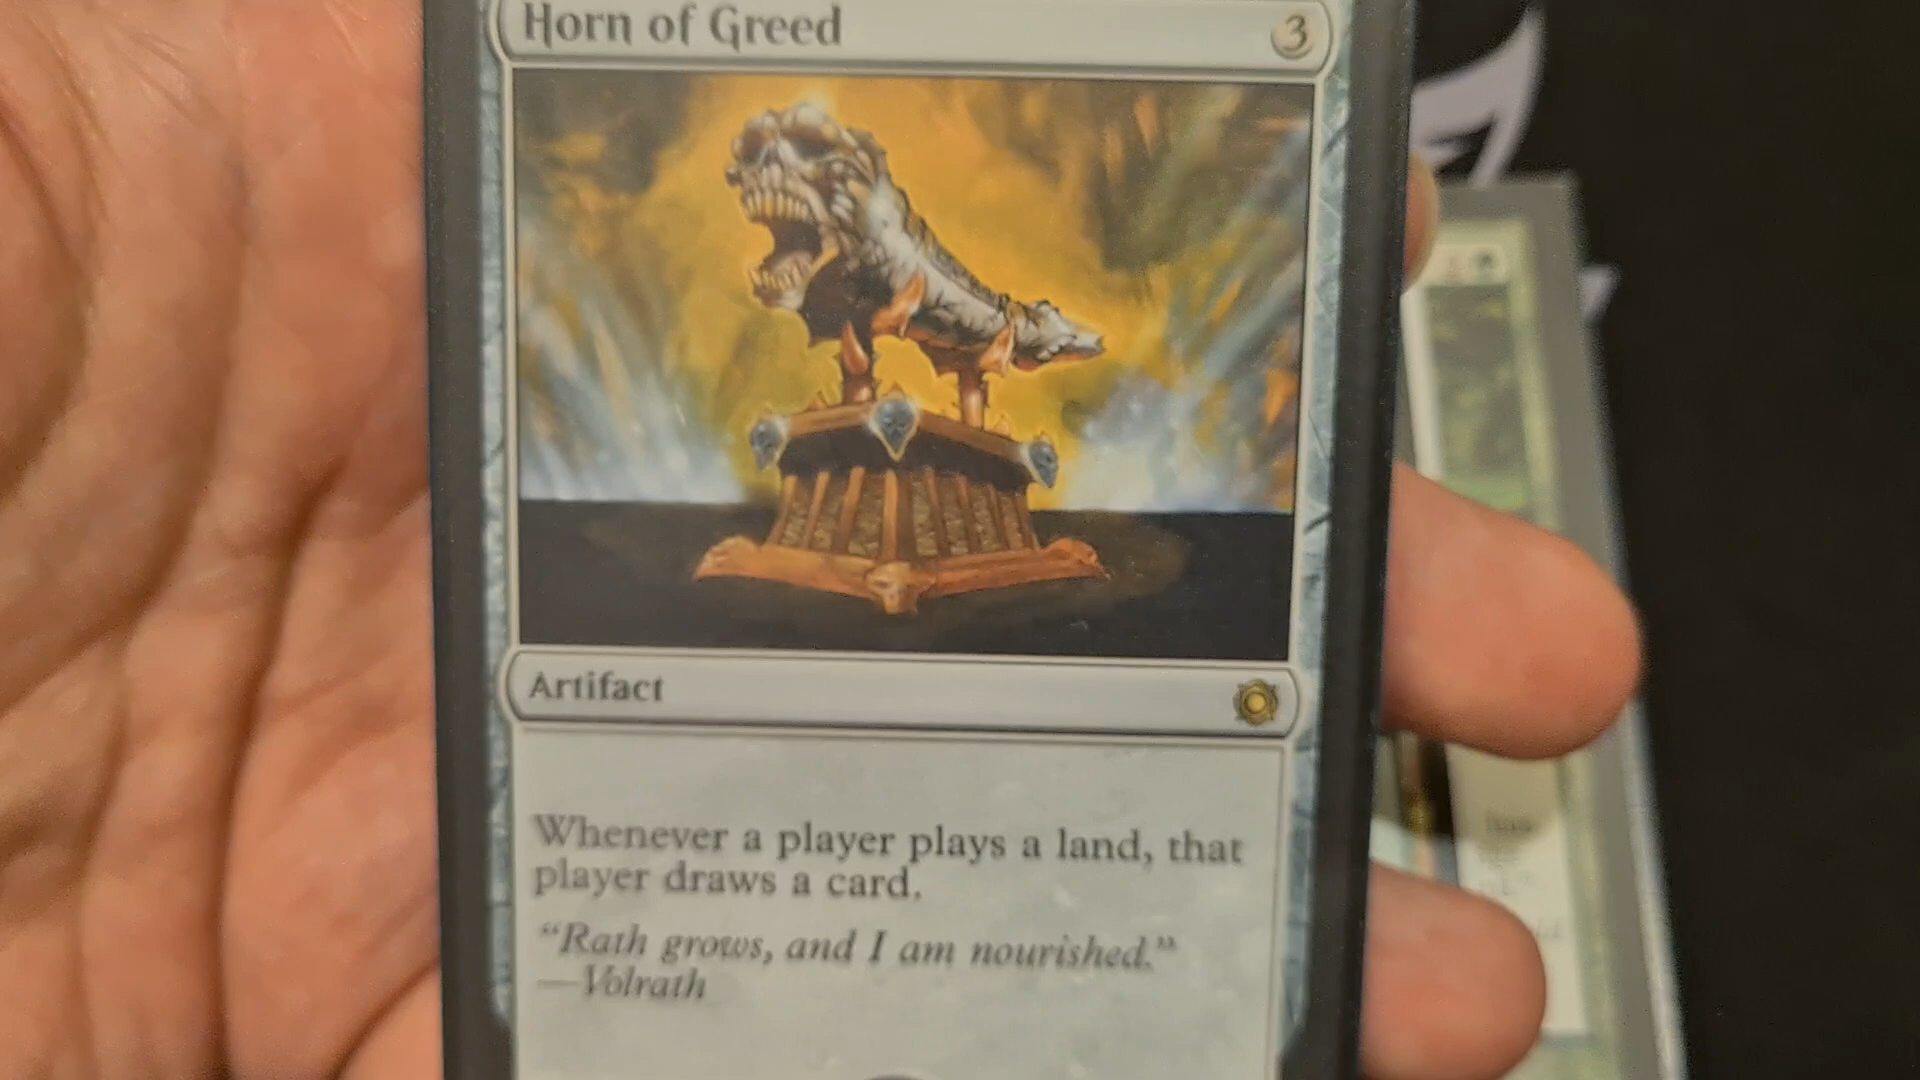 Horn of Greed 3
Artifact
Whenever a player plays a land, that
player draws a card.
“Rath grows, and I am nourished.”
—Volrath